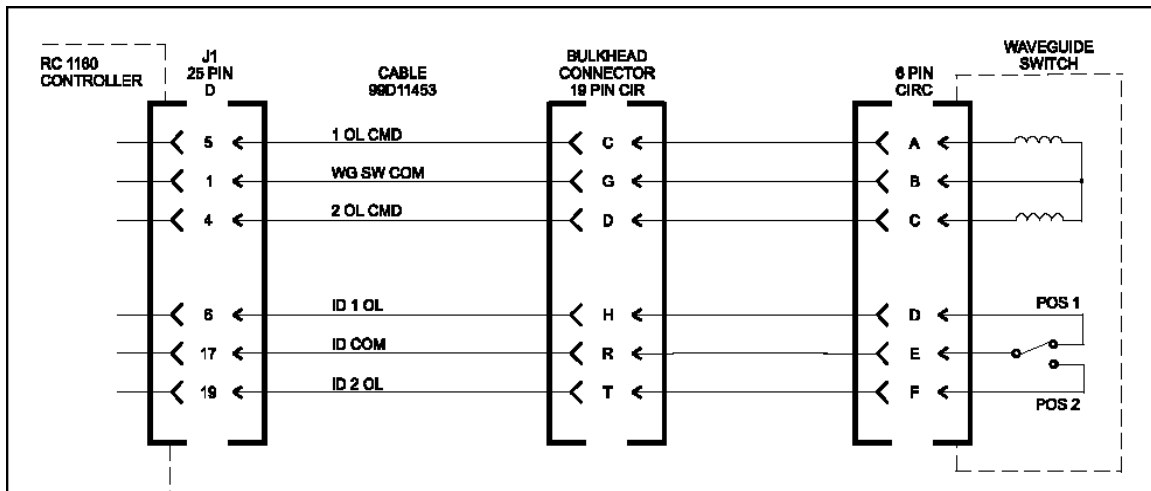 RC 1160
CONTROLLER
J1
25 PIN
D
CABLE
99D11453
BULKHEAD
CONNECTOR
19 PIN CIR
6 PIN
CIRC
WAVEGUIDE
SWITCH
5 1 OL CMD C A
1 WG SW COM G B
4 2 OL CMD D C
6 ID 1 OL H D POS 1
17 ID COM R E
19 ID 2 OL T F
POS 2